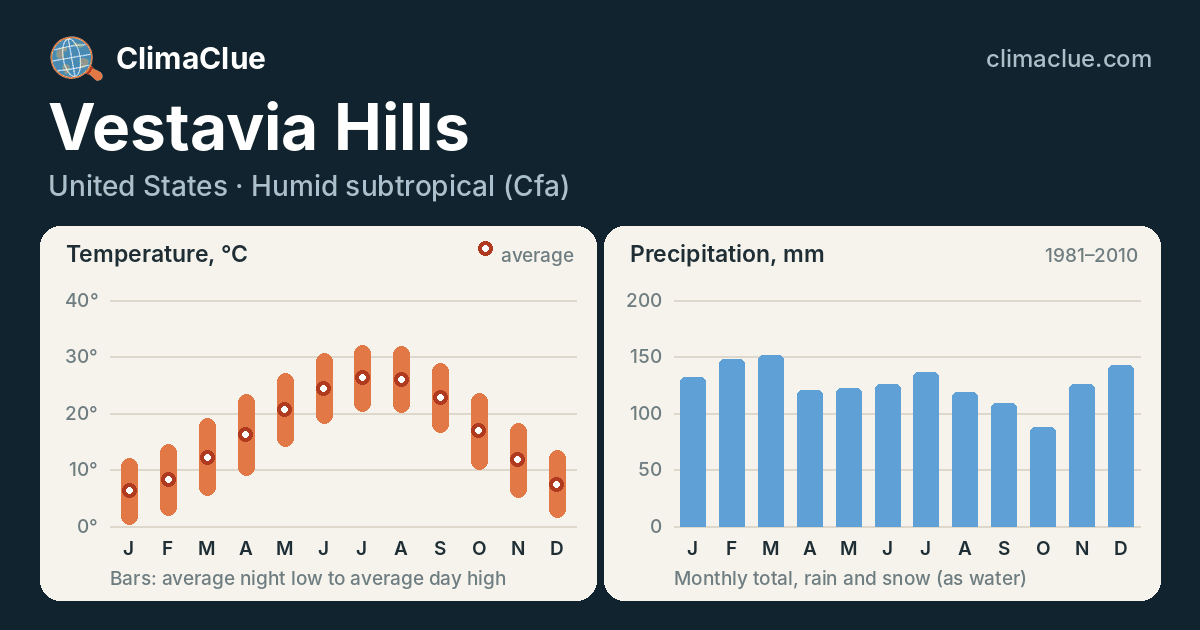 ClimaClue
climaclue.com
Vestavia Hills
United States · Humid subtropical (Cfa)
Temperature, °C
average
40°
30°
20°
10°
0°
J F M A M J J A S O N D
Bars: average night low to average day high
Precipitation, mm
1981–2010
200
150
100
50
0
J F M A M J J A S O N D
Monthly total, rain and snow (as water)